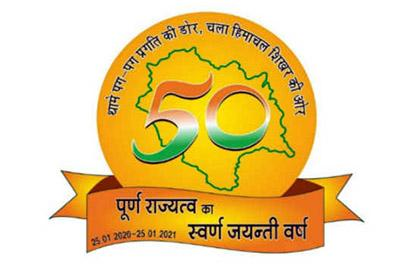 थामे पग-पग प्रगति की डोर, चला हिमाचल शिखर की ओर
50
पूर्ण राज्यत्व का
स्वर्ण जयन्ती वर्ष
25 01 2020-25 01 2021